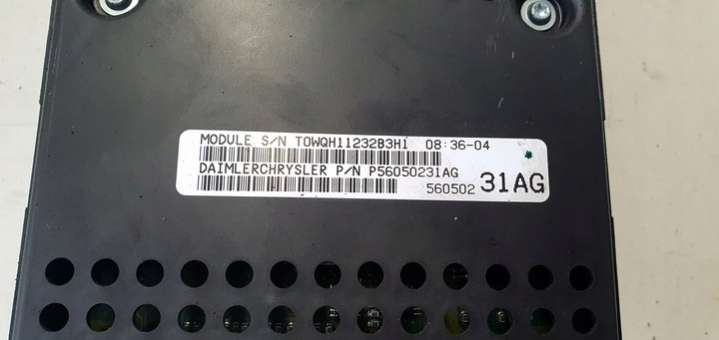 MODULE S/N TOWQH11232B3H1 08:36-04
DAIMLERCHRYSLER P/N P56050231AG
560502 31AG